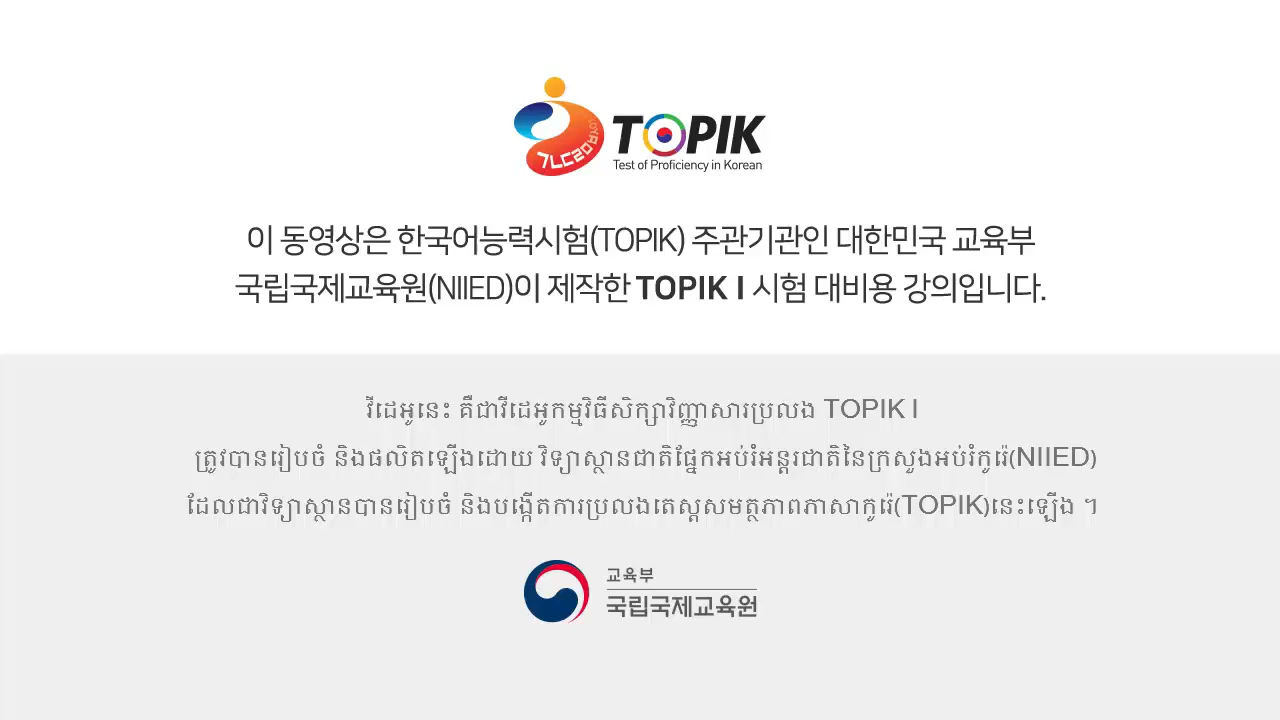 TOPIK
Test of Proficiency in Korean
이 동영상은 한국어능력시험(TOPIK) 주관기관인 대한민국 교육부
국립국제교육원(NIIED)이 제작한 TOPIK I 시험 대비용 강의입니다.
វីដេអូនេះ គឺជាវីដេអូកម្មវិធីសិក្សាវិញ្ញាសារប្រលង TOPIK I
ត្រូវបានរៀបចំ និងផលិតឡើងដោយ វិទ្យាស្ថានជាតិផ្នែកអប់រំអន្តរជាតិនៃក្រសួងអប់រំកូរ៉េ(NIIED)
ដែលជាវិទ្យាស្ថានបានរៀបចំ និងបង្កើតការប្រលងតេស្តសមត្ថភាពភាសាកូរ៉េ(TOPIK)នេះឡើង ។
교육부
국립국제교육원